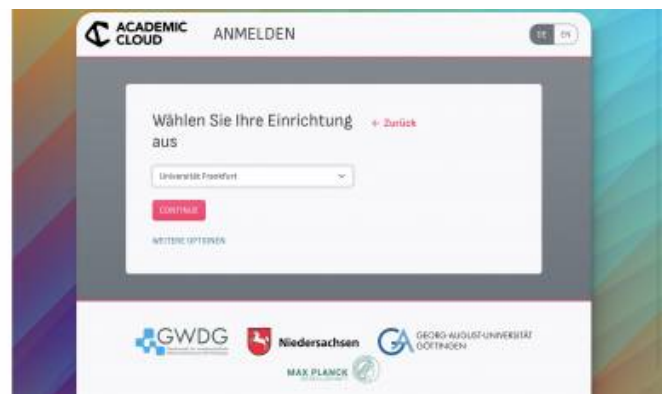 ACADEMIC
CLOUD
ANMELDEN
DE EN
Wählen Sie Ihre Einrichtung
aus
← Zurück
Universität Frankfurt
CONTINUE
WEITERE OPTIONEN
GWDG
Niedersachsen
GEORG-AUGUST-UNIVERSITÄT
GÖTTINGEN
MAX PLANCK